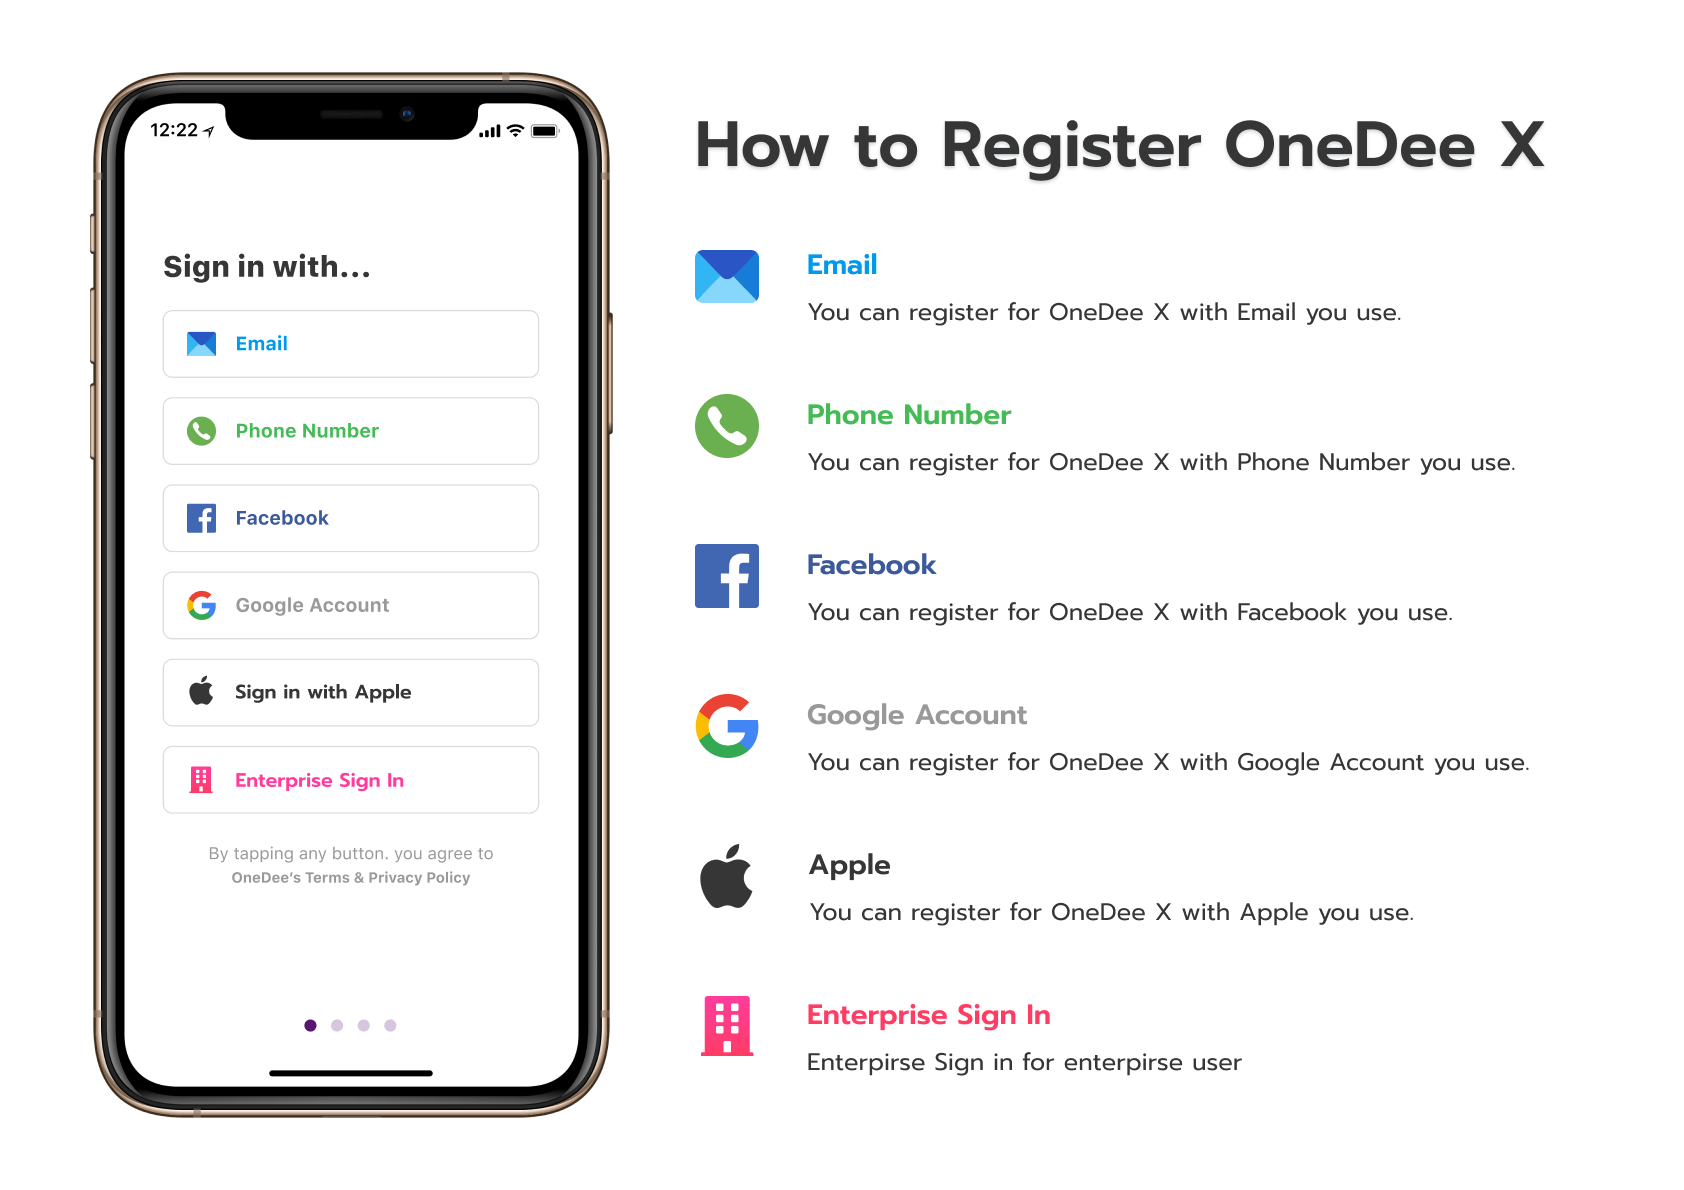 12:22
Sign in with...
Email
Phone Number
Facebook
Google Account
Sign in with Apple
Enterprise Sign In
By tapping any button. you agree to
OneDee's Terms & Privacy Policy
How to Register OneDee X
Email
You can register for OneDee X with Email you use.
Phone Number
You can register for OneDee X with Phone Number you use.
Facebook
You can register for OneDee X with Facebook you use.
Google Account
You can register for OneDee X with Google Account you use.
Apple
You can register for OneDee X with Apple you use.
Enterprise Sign In
Enterpirse Sign in for enterpirse user